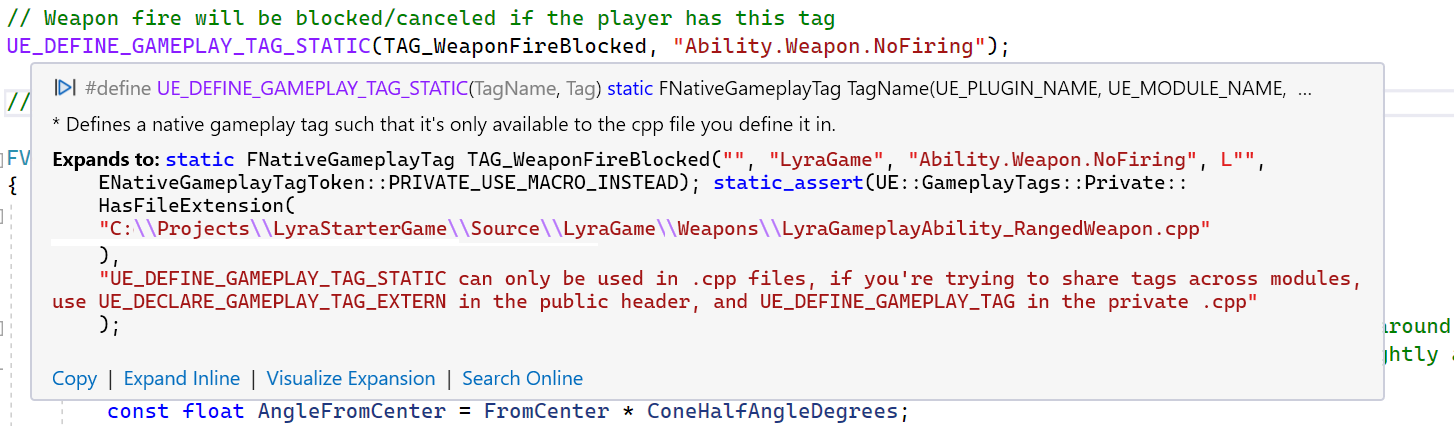 // Weapon fire will be blocked/canceled if the player has this tag
UE_DEFINE_GAMEPLAY_TAG_STATIC(TAG_WeaponFireBlocked, "Ability.Weapon.NoFiring");
#define UE_DEFINE_GAMEPLAY_TAG_STATIC(TagName, Tag) static FNativeGameplayTag TagName(UE_PLUGIN_NAME, UE_MODULE_NAME, ...
//
* Defines a native gameplay tag such that it's only available to the cpp file you define it in.
FV
Expands to: static FNativeGameplayTag TAG_WeaponFireBlocked("", "LyraGame", "Ability.Weapon.NoFiring", L"",
{
ENativeGameplayTagToken::PRIVATE_USE_MACRO_INSTEAD); static_assert(UE::GameplayTags::Private::
HasFileExtension(
"C:\\Projects\\LyraStarterGame\\Source\\LyraGame\\Weapons\\LyraGameplayAbility_RangedWeapon.cpp"
),
"UE_DEFINE_GAMEPLAY_TAG_STATIC can only be used in .cpp files, if you're trying to share tags across modules,
use UE_DECLARE_GAMEPLAY_TAG_EXTERN in the public header, and UE_DEFINE_GAMEPLAY_TAG in the private .cpp"
);
around
ghtly
Copy | Expand Inline | Visualize Expansion | Search Online
const float AngleFromCenter = FromCenter * ConeHalfAngleDegrees;